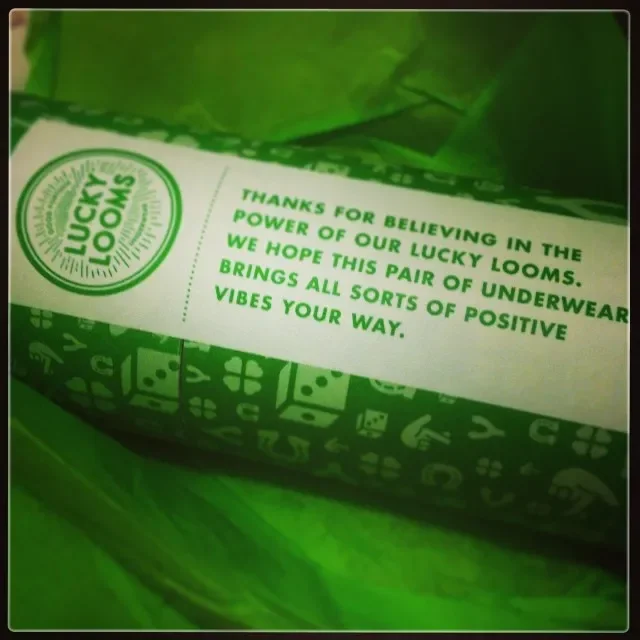 LUCKY
LOOMS
THANKS FOR BELIEVING IN THE
POWER OF OUR LUCKY LOOMS.
WE HOPE THIS PAIR OF UNDERWEAR
BRINGS ALL SORTS OF POSITIVE
VIBES YOUR WAY.